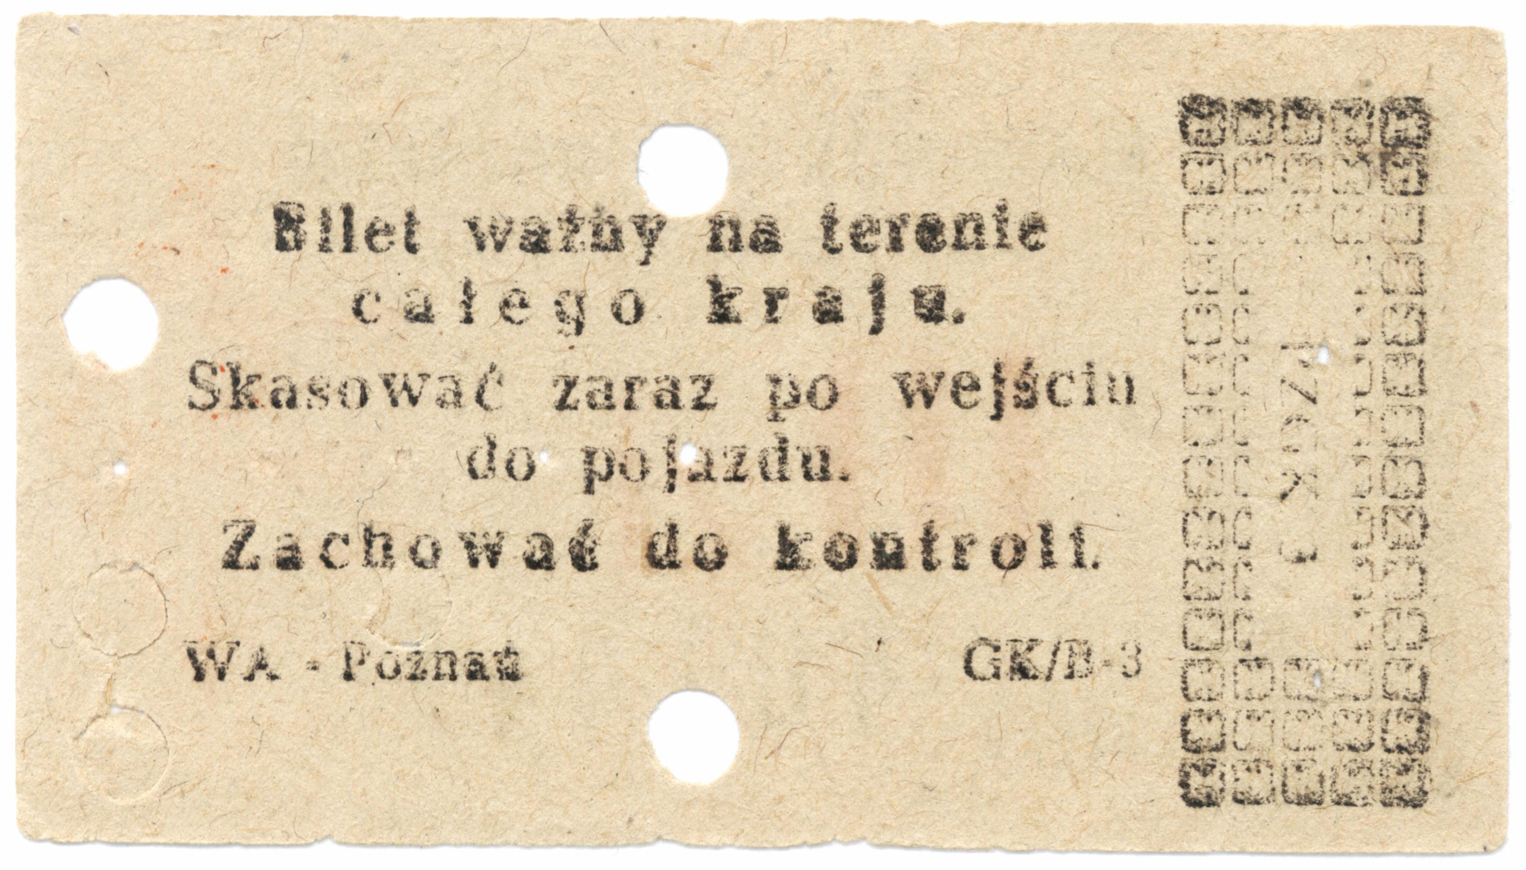 Bilet ważny na terenie
całego kraju.
Skasować zaraz po wejściu
do pojazdu.
Zachować do kontroli.
WA - Poznań
GK/B-3
PZGK